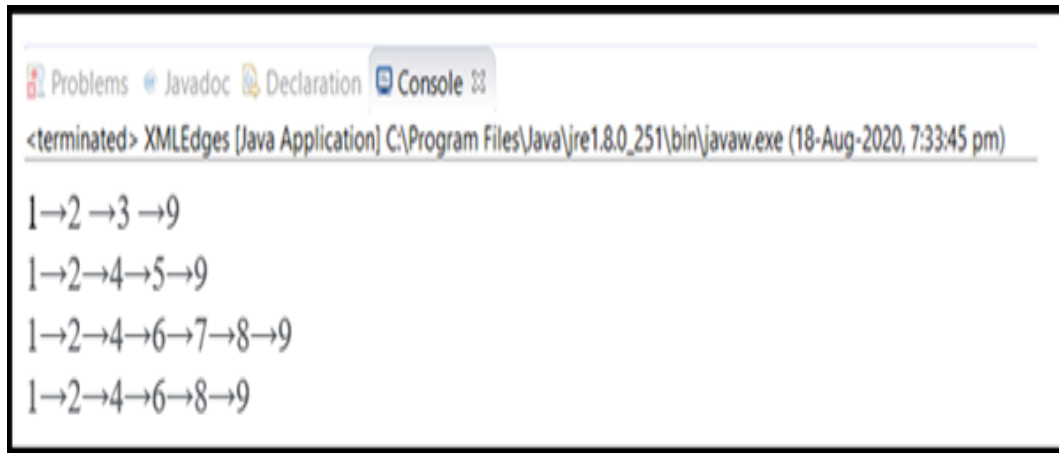 Problems Javadoc Declaration Console
<terminated> XMLEdges [Java Application] C:\Program Files\Java\jre1.8.0_251\bin\javaw.exe (18-Aug-2020, 7:33:45 pm)
1→2 →3 →9
1→2→4→5→9
1→2→4→6→7→8→9
1→2→4→6→8→9